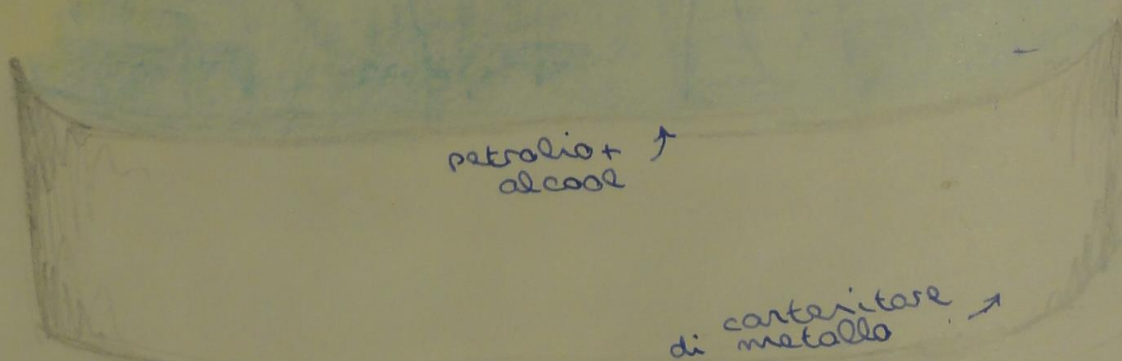 petrolio +
alcool
contenitore
di metallo